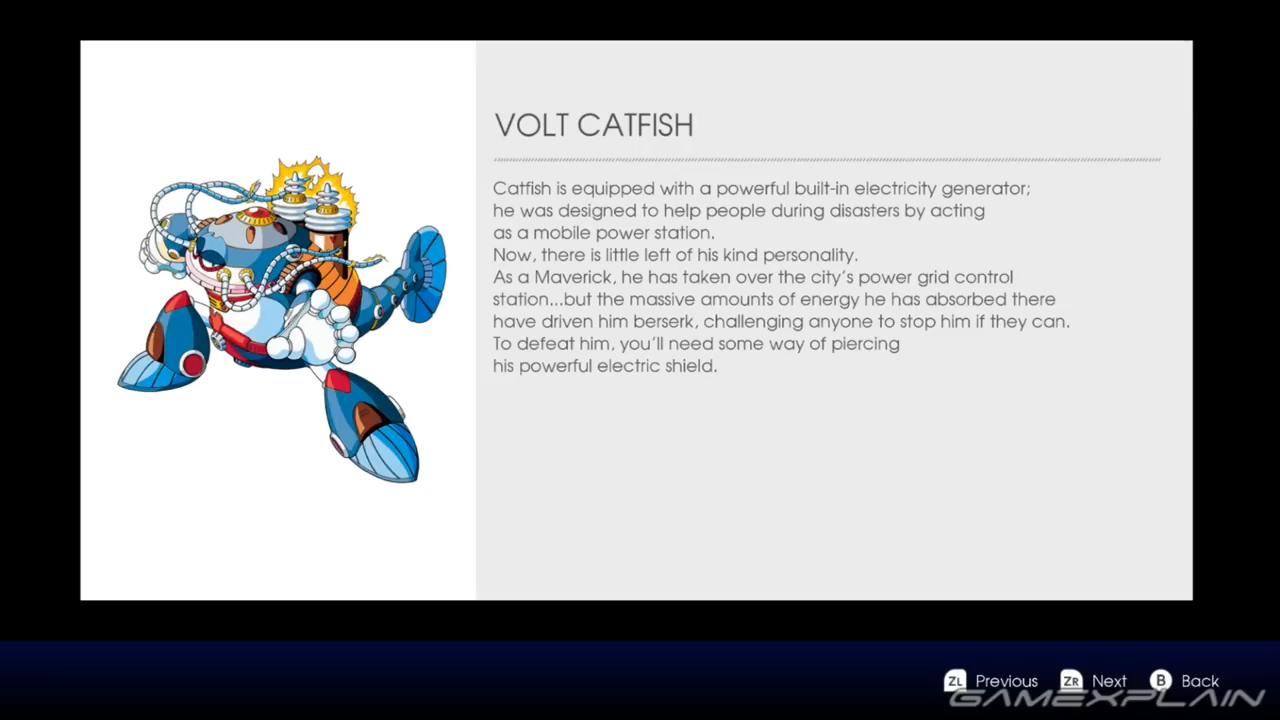 VOLT CATFISH
Catfish is equipped with a powerful built-in electricity generator;
he was designed to help people during disasters by acting
as a mobile power station.
Now, there is little left of his kind personality.
As a Maverick, he has taken over the city's power grid control
station...but the massive amounts of energy he has absorbed there
have driven him berserk, challenging anyone to stop him if they can.
To defeat him, you'll need some way of piercing
his powerful electric shield.
ZL Previous ZR Next B Back
GAMEXPLAIN